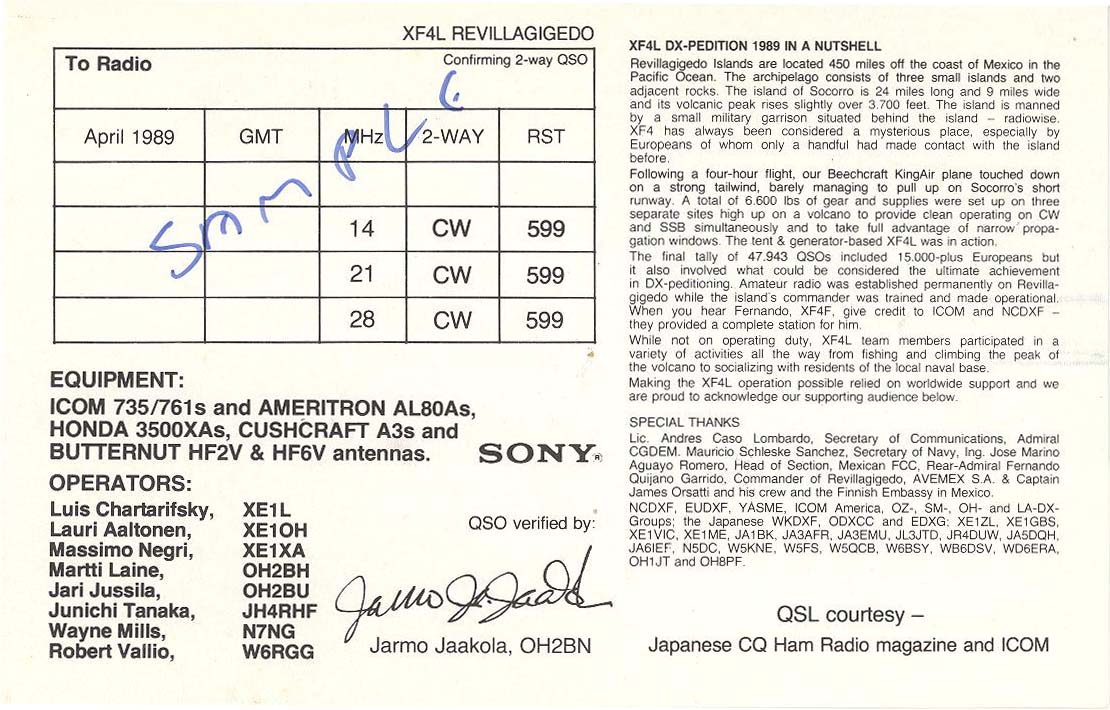 XF4L REVILLAGIGEDO
To Radio
Confirming 2-way QSO
SAMPLE
April 1989 GMT MHz 2-WAY RST
14 CW 599
21 CW 599
28 CW 599
EQUIPMENT:
ICOM 735/761s and AMERITRON AL80As,
HONDA 3500XAs, CUSHCRAFT A3s and
BUTTERNUT HF2V & HF6V antennas.
SONY®
OPERATORS:
Luis Chartarifsky, XE1L
Lauri Aaltonen, XE1OH
Massimo Negri, XE1XA
Martti Laine, OH2BH
Jari Jussila, OH2BU
Junichi Tanaka, JH4RHF
Wayne Mills, N7NG
Robert Vallio, W6RGG
QSO verified by:
Jarmo J. Jaakola
Jarmo Jaakola, OH2BN
XF4L DX-PEDITION 1989 IN A NUTSHELL
Revillagigedo Islands are located 450 miles off the coast of Mexico in the
Pacific Ocean. The archipelago consists of three small islands and two
adjacent rocks. The island of Socorro is 24 miles long and 9 miles wide
and its volcanic peak rises slightly over 3.700 feet. The island is manned
by a small military garrison situated behind the island – radiowise.
XF4 has always been considered a mysterious place, especially by
Europeans of whom only a handful had made contact with the island
before.
Following a four-hour flight, our Beechcraft KingAir plane touched down
on a strong tailwind, barely managing to pull up on Socorro's short
runway. A total of 6.600 lbs of gear and supplies were set up on three
separate sites high up on a volcano to provide clean operating on CW
and SSB simultaneously and to take full advantage of narrow propa-
gation windows. The tent & generator-based XF4L was in action.
The final tally of 47.943 QSOs included 15.000-plus Europeans but
it also involved what could be considered the ultimate achievement
in DX-peditioning. Amateur radio was established permanently on Revilla-
gigedo while the island's commander was trained and made operational.
When you hear Fernando, XF4F, give credit to ICOM and NCDXF –
they provided a complete station for him.
While not on operating duty, XF4L team members participated in a
variety of activities all the way from fishing and climbing the peak of
the volcano to socializing with residents of the local naval base.
Making the XF4L operation possible relied on worldwide support and we
are proud to acknowledge our supporting audience below.
SPECIAL THANKS
Lic. Andres Caso Lombardo, Secretary of Communications, Admiral
CGDEM. Mauricio Schleske Sanchez, Secretary of Navy, Ing. Jose Marino
Aguayo Romero, Head of Section, Mexican FCC, Rear-Admiral Fernando
Quijano Garrido, Commander of Revillagigedo, AVEMEX S.A. & Captain
James Orsatti and his crew and the Finnish Embassy in Mexico.
NCDXF, EUDXF, YASME, ICOM America, OZ-, SM-, OH- and LA-DX-
Groups; the Japanese WKDXF, ODXCC and EDXG; XE1ZL, XE1GBS,
XE1VIC, XE1ME, JA1BK, JA3AFR, JA3EMU, JL3JTD, JR4DUW, JA5DQH,
JA6IEF, N5DC, W5KNE, W5FS, W5QCB, W6BSY, WB6DSV, WD6ERA,
OH1JT and OH8PF.
QSL courtesy –
Japanese CQ Ham Radio magazine and ICOM